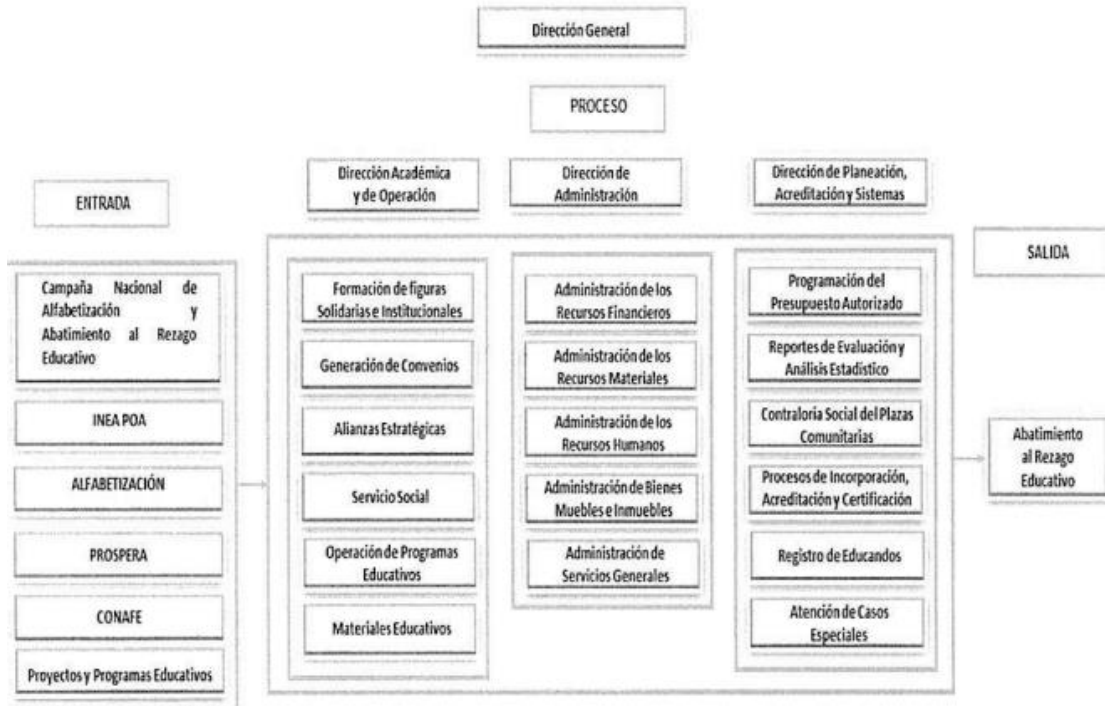 Dirección General
PROCESO
Dirección Académica
y de Operación
Dirección de
Administración
Dirección de Planeación,
Acreditación y Sistemas
ENTRADA
SALIDA
Campaña Nacional de
Alfabetización y
Abatimiento al Rezago
Educativo
INEA POA
ALFABETIZACIÓN
PROSPERA
CONAFE
Proyectos y Programas Educativos
Formación de figuras
Solidarias e Institucionales
Generación de Convenios
Alianzas Estratégicas
Servicio Social
Operación de Programas
Educativos
Materiales Educativos
Administración de los
Recursos Financieros
Administración de los
Recursos Materiales
Administración de los
Recursos Humanos
Administración de Bienes
Muebles e Inmuebles
Administración de
Servicios Generales
Programación del
Presupuesto Autorizado
Reportes de Evaluación y
Análisis Estadístico
Contraloria Social del Plazas
Comunitarias
Procesos de Incorporación,
Acreditación y Certificación
Registro de Educandos
Atención de Casos
Especiales
Abatimiento
al Rezago
Educativo